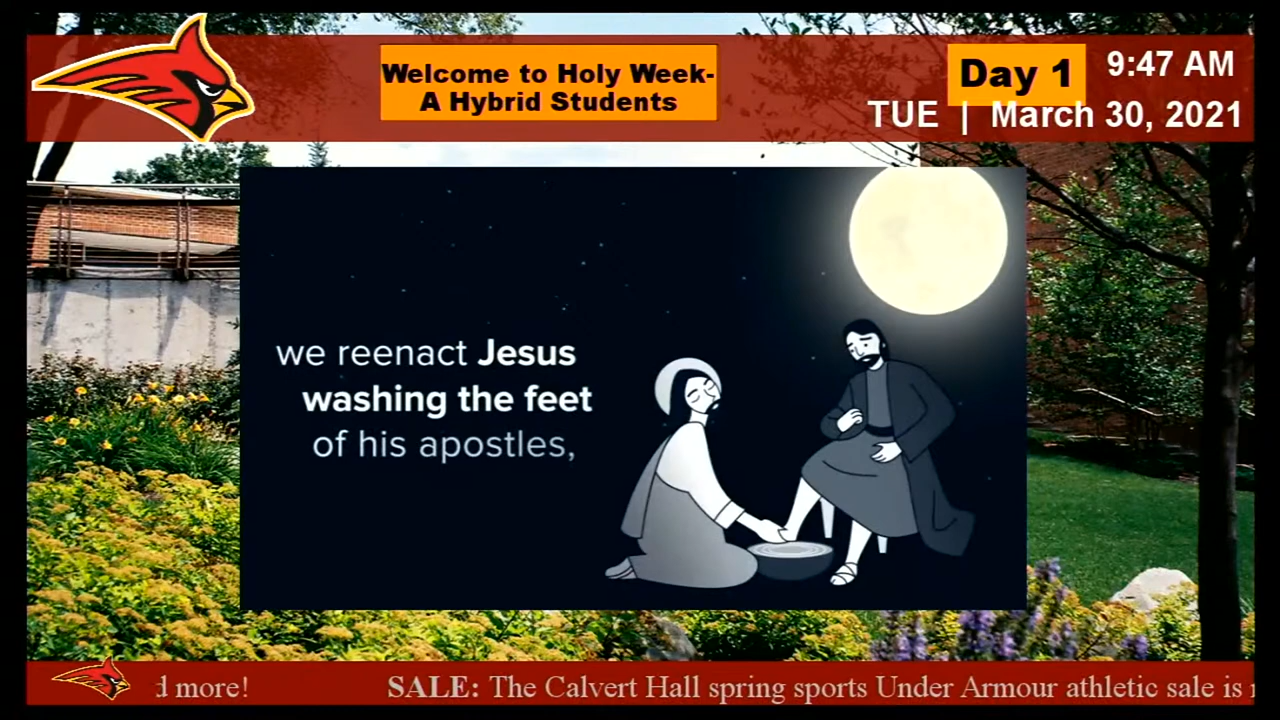 Welcome to Holy Week-
A Hybrid Students
Day 1
9:47 AM
TUE | March 30, 2021
we reenact Jesus
washing the feet
of his apostles,
more! SALE: The Calvert Hall spring sports Under Armour athletic sale is